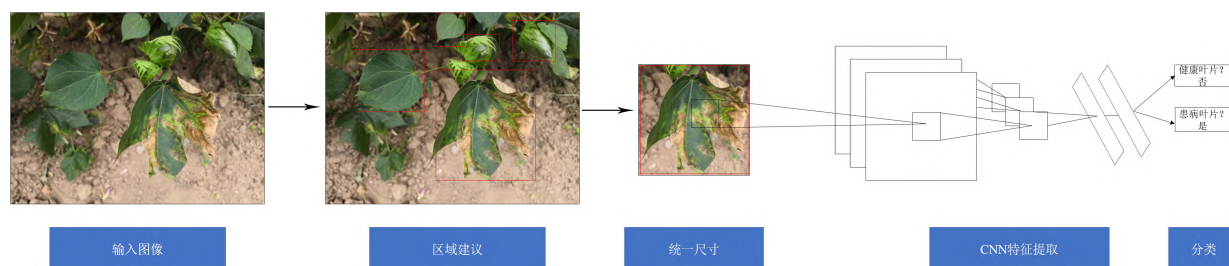 健康叶片?
否
患病叶片?
是
输入图像
区域建议
统一尺寸
CNN特征提取
分类